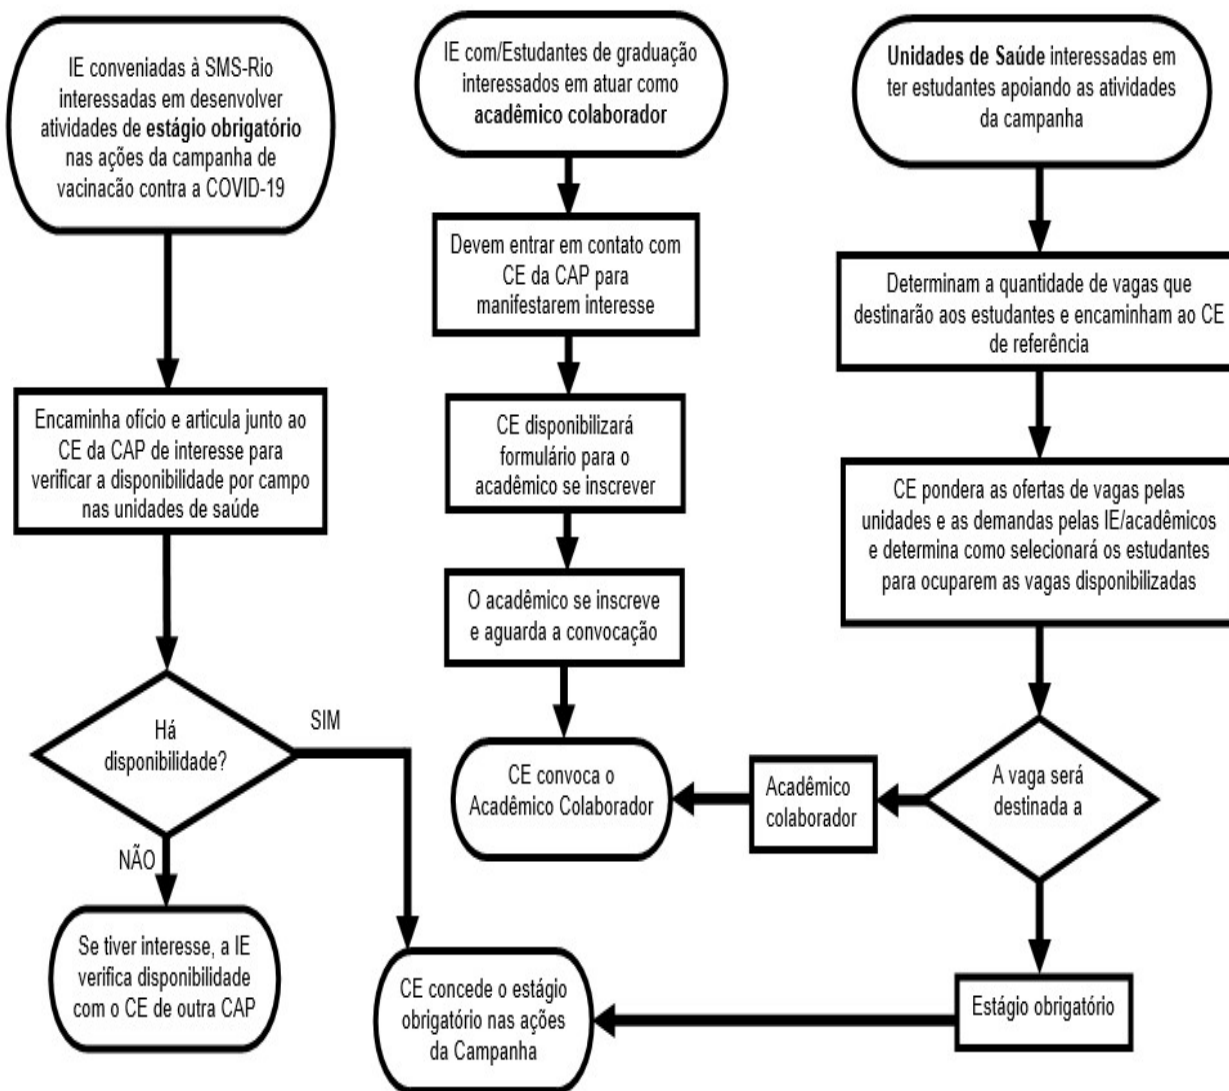 IE conveniadas à SMS-Rio
interessadas em desenvolver
atividades de estágio obrigatório
nas ações da campanha de
vacinacão contra a COVID-19
Encaminha ofício e articula junto ao
CE da CAP de interesse para
verificar a disponibilidade por campo
nas unidades de saúde
Há
disponibilidade?
SIM
NÃO
Se tiver interesse, a IE
verifica disponibilidade
com o CE de outra CAP
IE com/Estudantes de graduação
interessados em atuar como
acadêmico colaborador
Devem entrar em contato com
CE da CAP para
manifestarem interesse
CE disponibilizará
formulário para o
acadêmico se inscrever
O acadêmico se inscreve
e aguarda a convocação
CE convoca o
Acadêmico Colaborador
CE concede o estágio
obrigatório nas ações
da Campanha
Unidades de Saúde interessadas em
ter estudantes apoiando as atividades
da campanha
Determinam a quantidade de vagas que
destinarão aos estudantes e encaminham ao CE
de referência
CE pondera as ofertas de vagas pelas
unidades e as demandas pelas IE/acadêmicos
e determina como selecionará os estudantes
para ocuparem as vagas disponibilizadas
A vaga será
destinada a
Acadêmico
colaborador
Estágio obrigatório